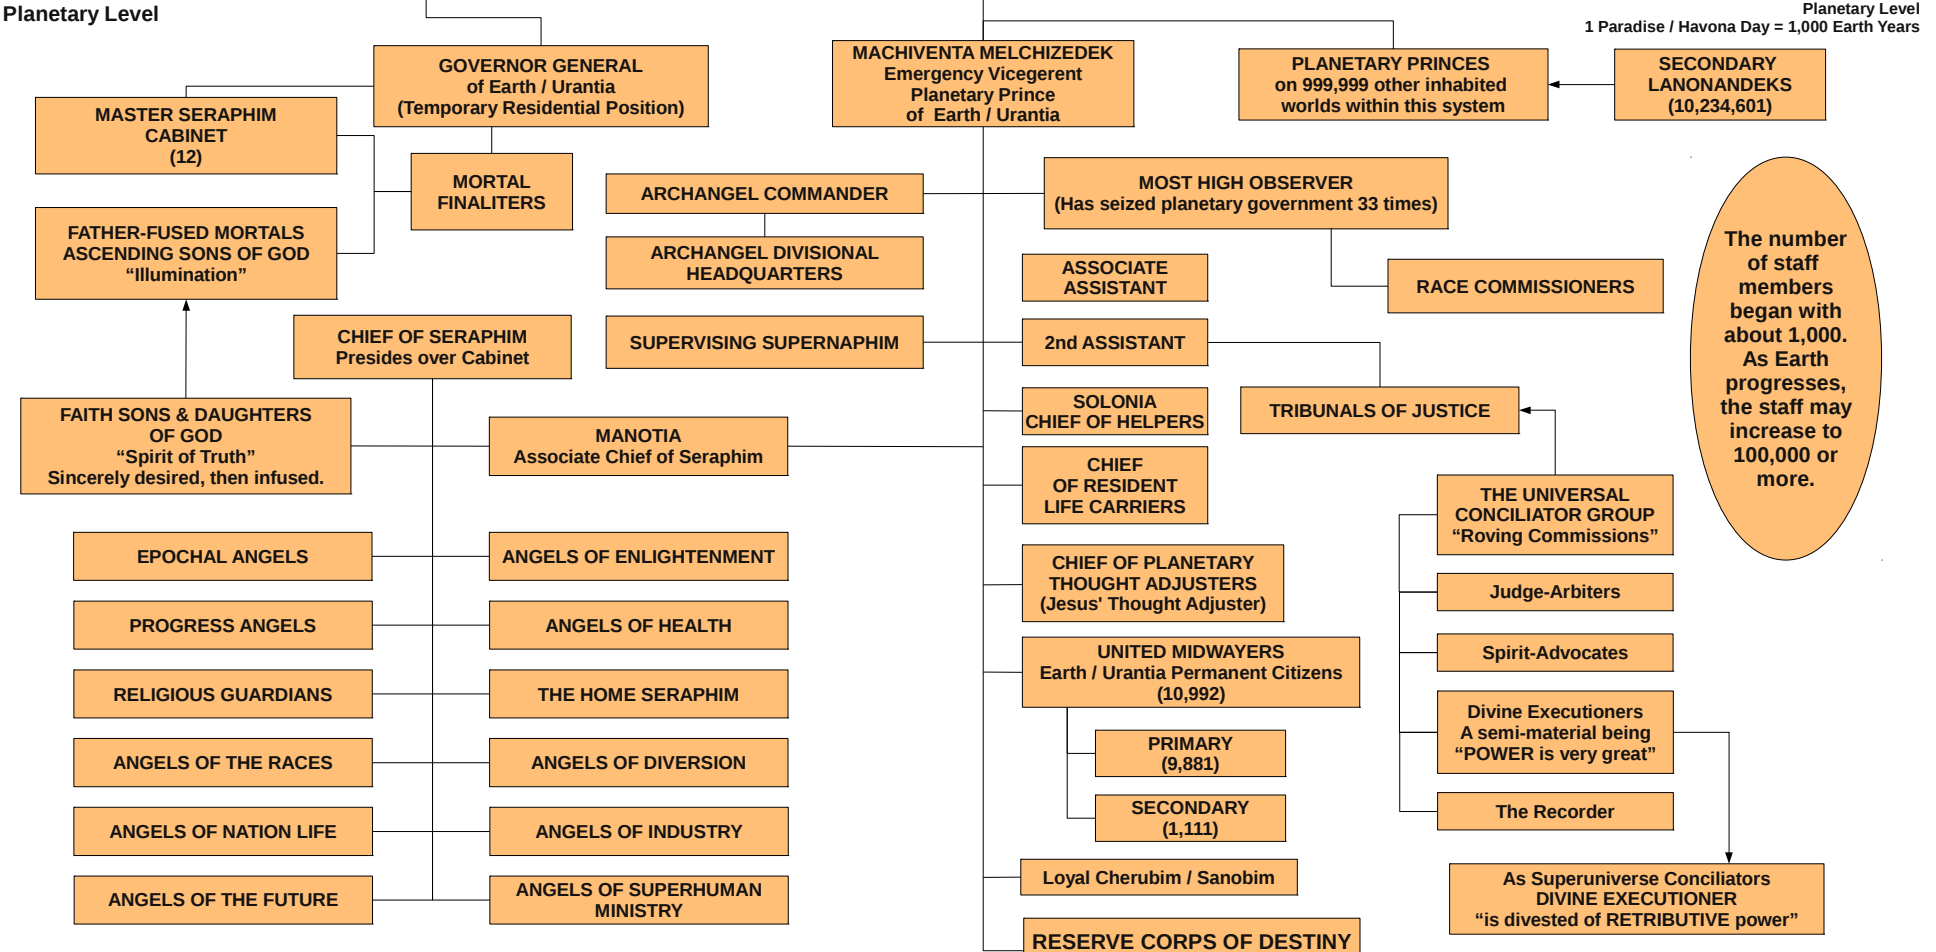 Planetary Level
Planetary Level
1 Paradise / Havona Day = 1,000 Earth Years
GOVERNOR GENERAL
of Earth / Urantia
(Temporary Residential Position)
MACHIVENTA MELCHIZEDEK
Emergency Vicegerent
Planetary Prince
of Earth / Urantia
PLANETARY PRINCES
on 999,999 other inhabited
worlds within this system
SECONDARY
LANONANDEKS
(10,234,601)
MASTER SERAPHIM
CABINET
(12)
MORTAL
FINALITERS
FATHER-FUSED MORTALS
ASCENDING SONS OF GOD
“Illumination”
ARCHANGEL COMMANDER
MOST HIGH OBSERVER
(Has seized planetary government 33 times)
ARCHANGEL DIVISIONAL
HEADQUARTERS
ASSOCIATE
ASSISTANT
RACE COMMISSIONERS
The number
of staff
members
began with
about 1,000.
As Earth
progresses,
the staff may
increase to
100,000 or
more.
CHIEF OF SERAPHIM
Presides over Cabinet
SUPERVISING SUPERNAPHIM
2nd ASSISTANT
FAITH SONS & DAUGHTERS
OF GOD
“Spirit of Truth”
Sincerely desired, then infused.
MANOTIA
Associate Chief of Seraphim
SOLONIA
CHIEF OF HELPERS
TRIBUNALS OF JUSTICE
CHIEF
OF RESIDENT
LIFE CARRIERS
THE UNIVERSAL
CONCILIATOR GROUP
“Roving Commissions”
EPOCHAL ANGELS
ANGELS OF ENLIGHTENMENT
CHIEF OF PLANETARY
THOUGHT ADJUSTERS
(Jesus' Thought Adjuster)
Judge-Arbiters
PROGRESS ANGELS
ANGELS OF HEALTH
UNITED MIDWAYERS
Earth / Urantia Permanent Citizens
(10,992)
Spirit-Advocates
RELIGIOUS GUARDIANS
THE HOME SERAPHIM
Divine Executioners
A semi-material being
“POWER is very great”
PRIMARY
(9,881)
ANGELS OF THE RACES
ANGELS OF DIVERSION
SECONDARY
(1,111)
The Recorder
ANGELS OF NATION LIFE
ANGELS OF INDUSTRY
Loyal Cherubim / Sanobim
As Superuniverse Conciliators
DIVINE EXECUTIONER
“is divested of RETRIBUTIVE power”
ANGELS OF THE FUTURE
ANGELS OF SUPERHUMAN
MINISTRY
RESERVE CORPS OF DESTINY